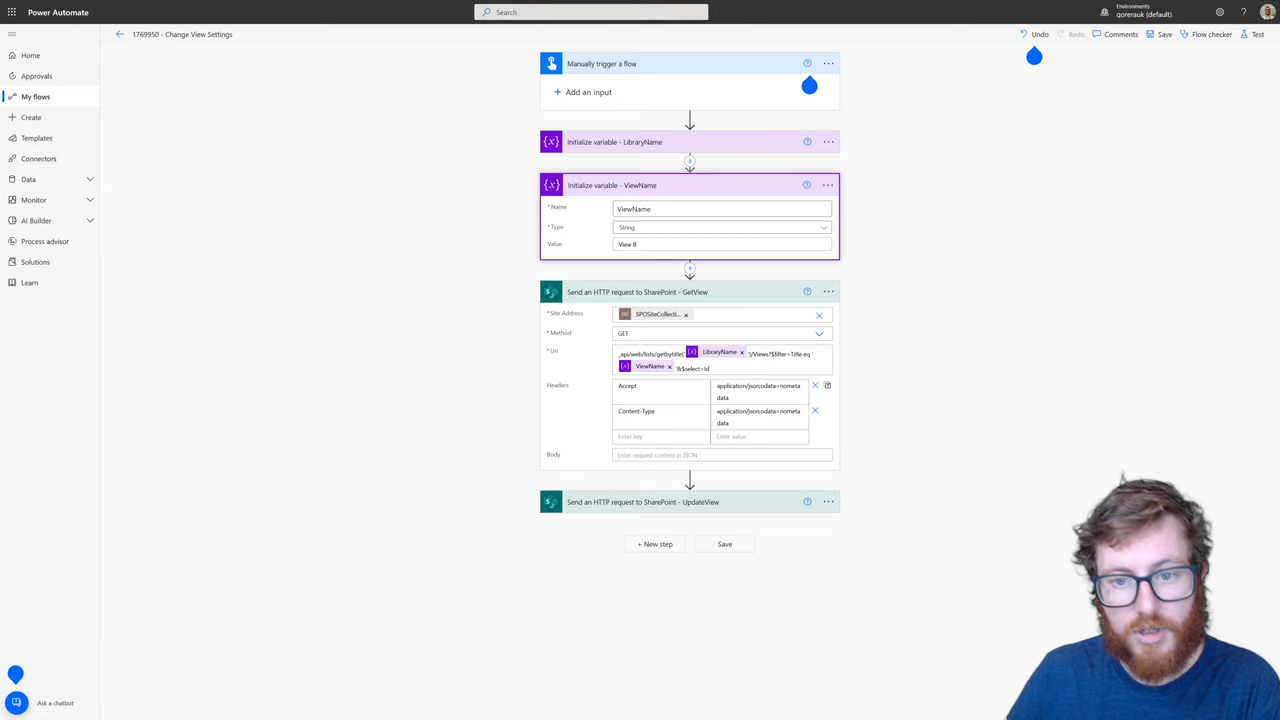 Power Automate
Search
Environments
qorerauk (default)
1769950 - Change View Settings
Undo
Redo
Comments
Save
Flow checker
Test
Home
Approvals
My flows
Create
Templates
Connectors
Data
Monitor
AI Builder
Process advisor
Solutions
Learn
Ask a chatbot
Manually trigger a flow
+ Add an input
{x} Initialize variable - LibraryName
{x} Initialize variable - ViewName
* Name
ViewName
* Type
String
Value
View B
Send an HTTP request to SharePoint - GetView
* Site Address
SPOSiteCollecti... ×
* Method
GET
* Uri
_api/web/lists/getbytitle(' {x} LibraryName × ')/Views?$filter=Title eq '
{x} ViewName × '&$select=Id
Headers
Accept
application/json;odata=nometa
data
Content-Type
application/json;odata=nometa
data
Enter key
Enter value
Body
Enter request content in JSON
Send an HTTP request to SharePoint - UpdateView
+ New step
Save